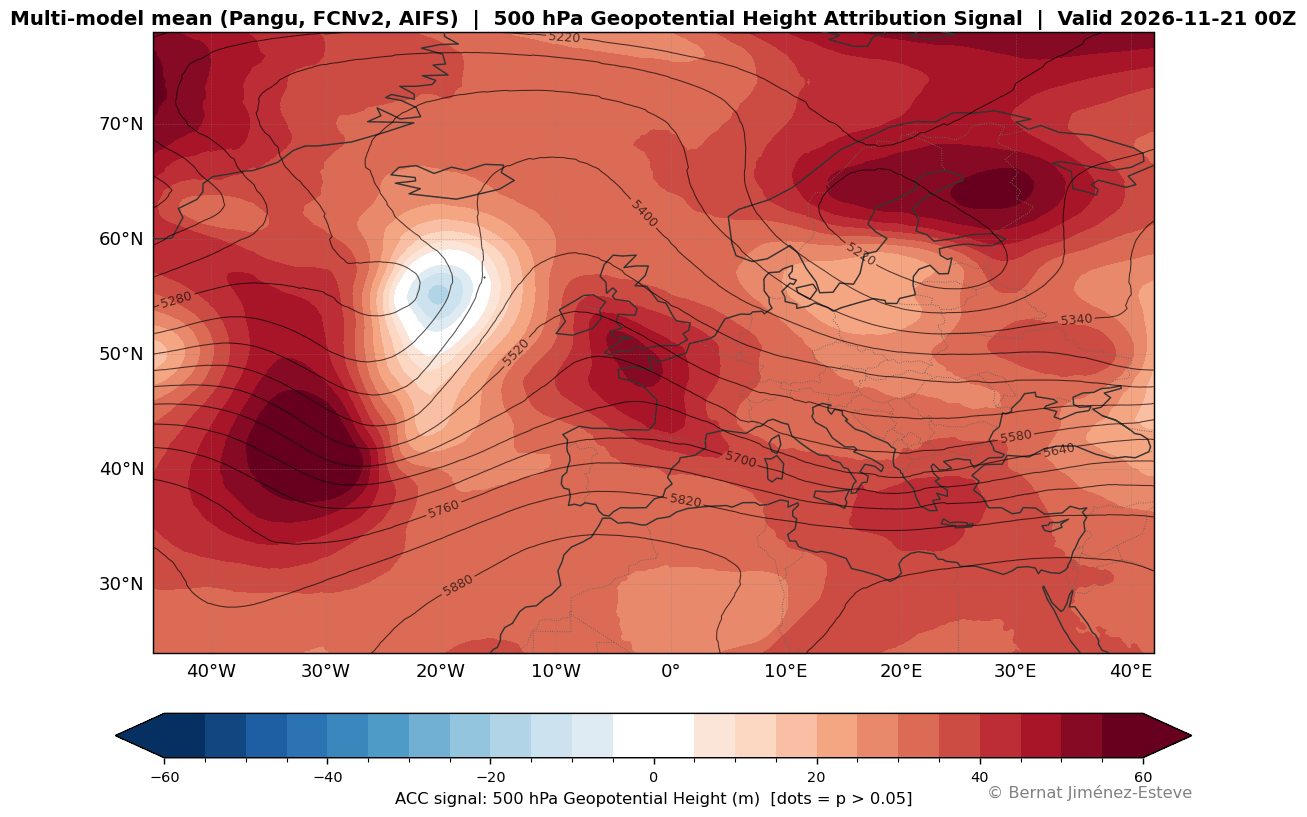 Multi-model mean (Pangu, FCNv2, AIFS) | 500 hPa Geopotential Height Attribution Signal | Valid 2026-11-21 00Z
5220
70°N
5400
60°N
5220
5280
5340
50°N
5520
5580
5640
5700
40°N
5820
5760
30°N
5880
40°W 30°W 20°W 10°W 0° 10°E 20°E 30°E 40°E
−60 −40 −20 0 20 40 60
ACC signal: 500 hPa Geopotential Height (m) [dots = p > 0.05]
© Bernat Jiménez-Esteve